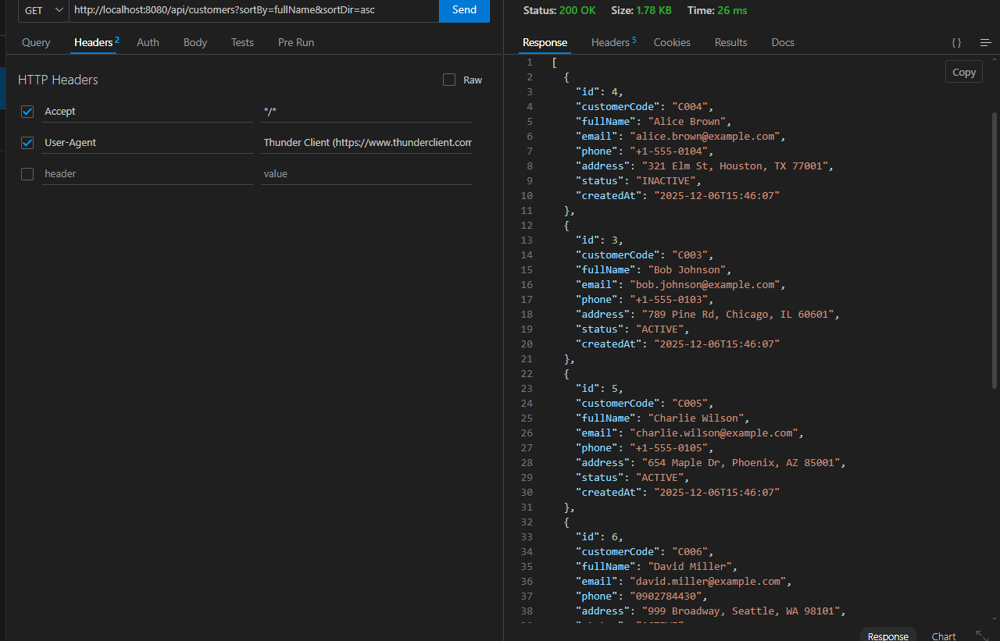 GET
http://localhost:8080/api/customers?sortBy=fullName&sortDir=asc
Send
Query
Headers 2
Auth
Body
Tests
Pre Run
HTTP Headers
Raw
Accept
*/*
User-Agent
Thunder Client (https://www.thunderclient.com
header
value
Status: 200 OK Size: 1.78 KB Time: 26 ms
Response
Headers 5
Cookies
Results
Docs
{ }
Copy
1 [
2 {
3 "id": 4,
4 "customerCode": "C004",
5 "fullName": "Alice Brown",
6 "email": "alice.brown@example.com",
7 "phone": "+1-555-0104",
8 "address": "321 Elm St, Houston, TX 77001",
9 "status": "INACTIVE",
10 "createdAt": "2025-12-06T15:46:07"
11 },
12 {
13 "id": 3,
14 "customerCode": "C003",
15 "fullName": "Bob Johnson",
16 "email": "bob.johnson@example.com",
17 "phone": "+1-555-0103",
18 "address": "789 Pine Rd, Chicago, IL 60601",
19 "status": "ACTIVE",
20 "createdAt": "2025-12-06T15:46:07"
21 },
22 {
23 "id": 5,
24 "customerCode": "C005",
25 "fullName": "Charlie Wilson",
26 "email": "charlie.wilson@example.com",
27 "phone": "+1-555-0105",
28 "address": "654 Maple Dr, Phoenix, AZ 85001",
29 "status": "ACTIVE",
30 "createdAt": "2025-12-06T15:46:07"
31 },
32 {
33 "id": 6,
34 "customerCode": "C006",
35 "fullName": "David Miller",
36 "email": "david.miller@example.com",
37 "phone": "0902784430",
38 "address": "999 Broadway, Seattle, WA 98101",
Response
Chart